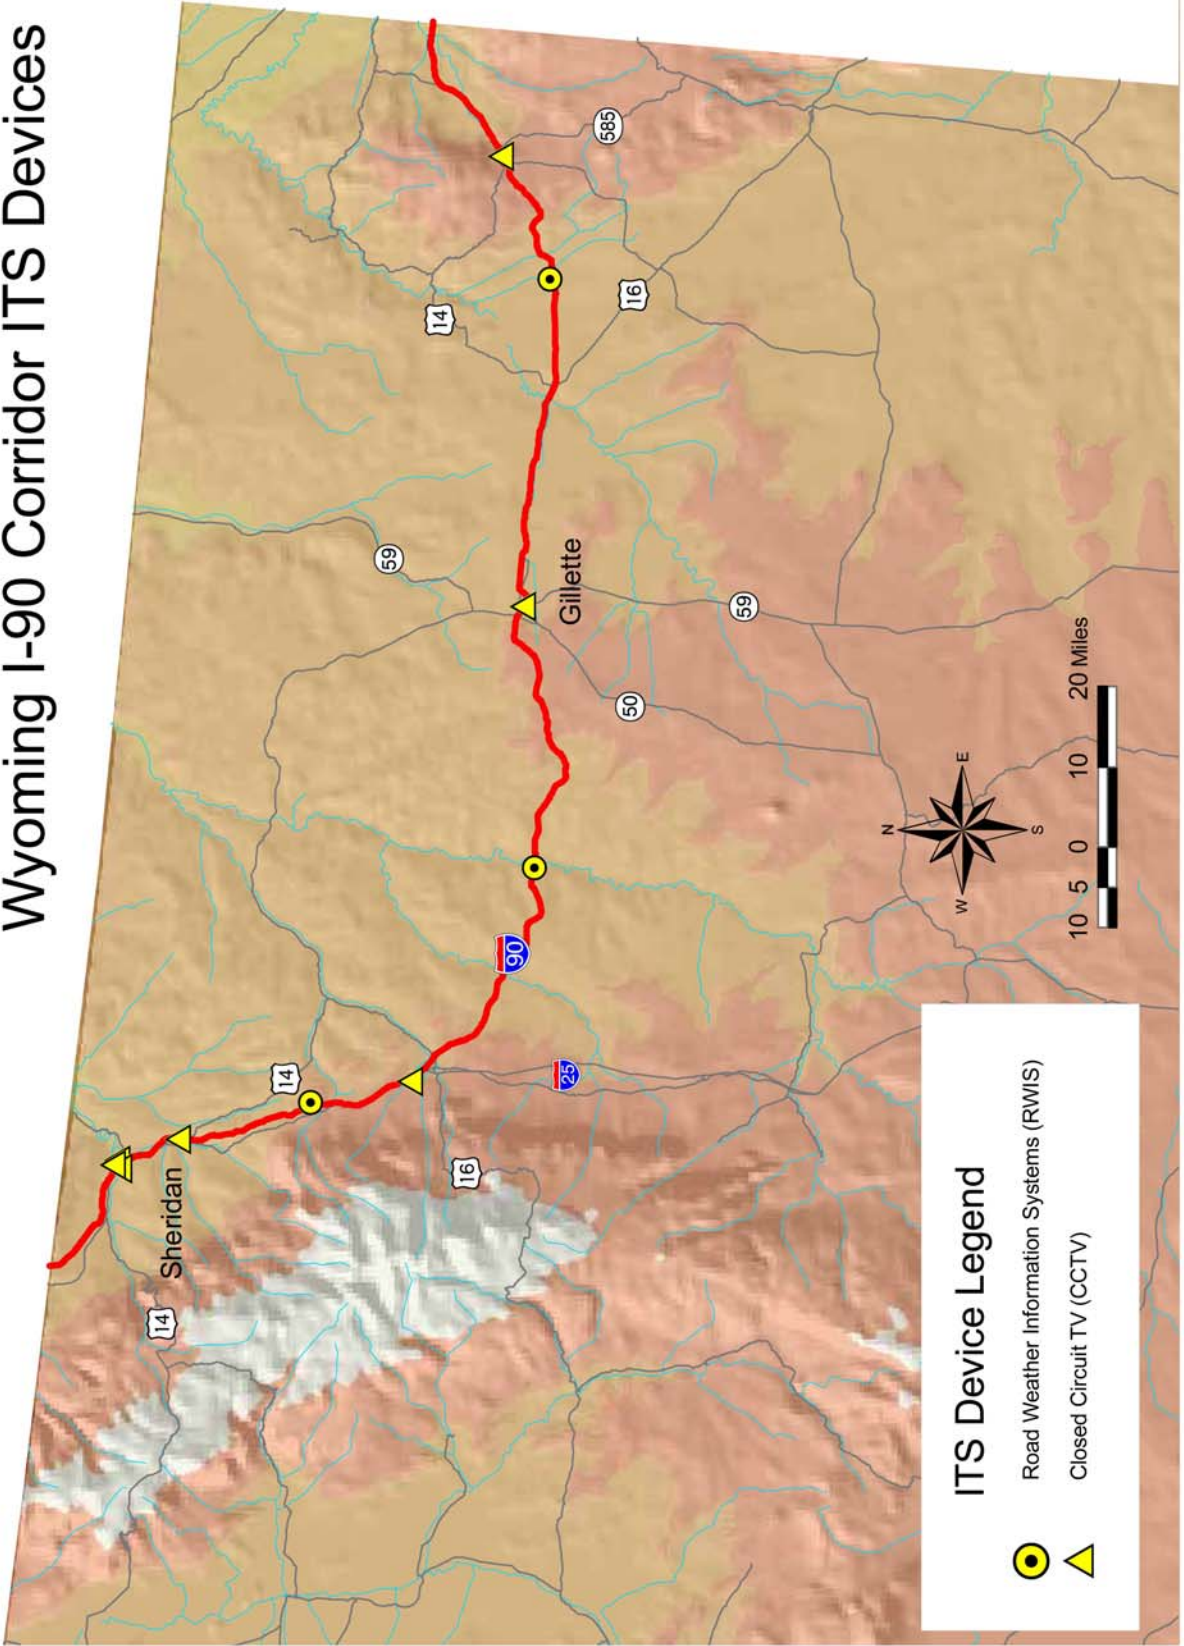 Wyoming I-90 Corridor ITS Devices
14
Sheridan
14
16
90
25
59
Gillette
50
59
14
16
585
N
W
E
S
10 5 0 10 20 Miles
ITS Device Legend
Road Weather Information Systems (RWIS)
Closed Circuit TV (CCTV)